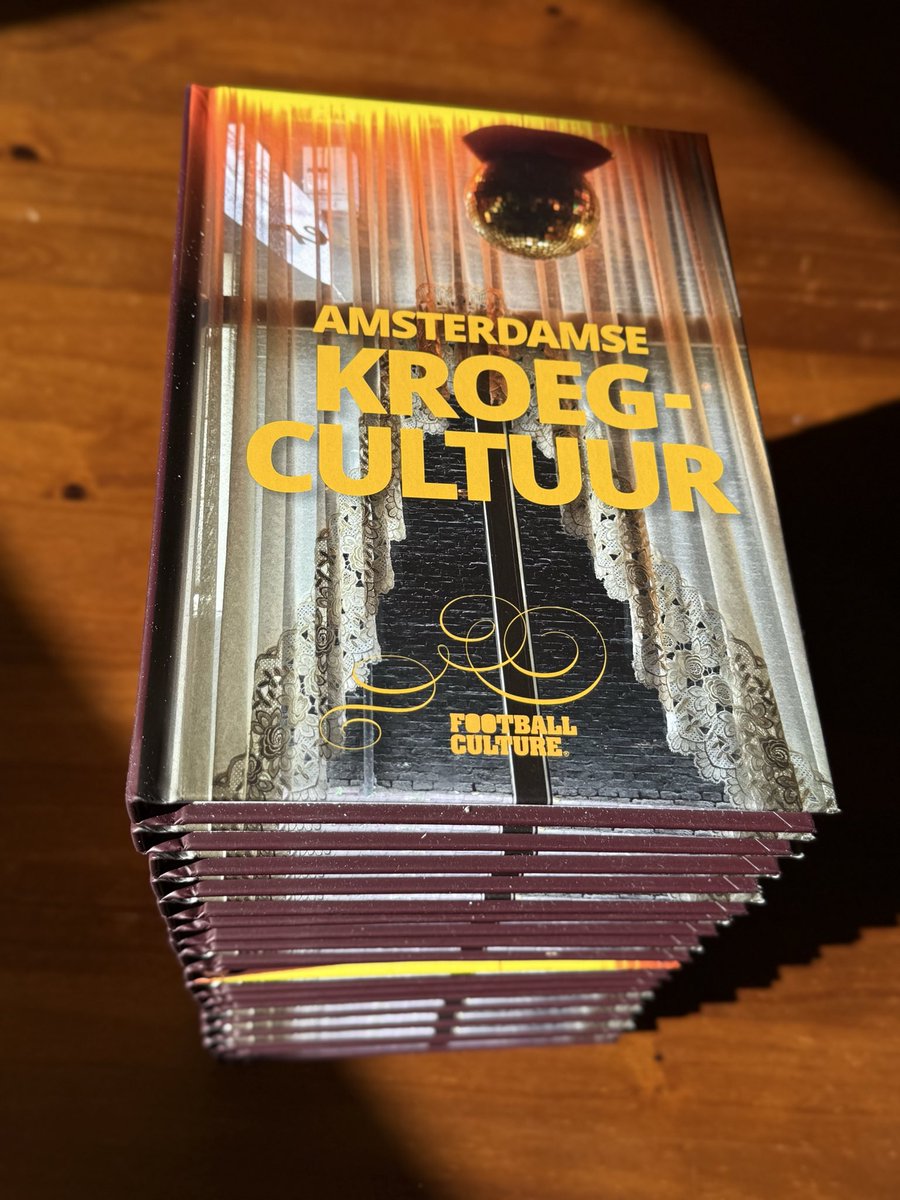 AMSTERDAMSE
KROEG-
CULTUUR
FOOTBALL
CULTURE®